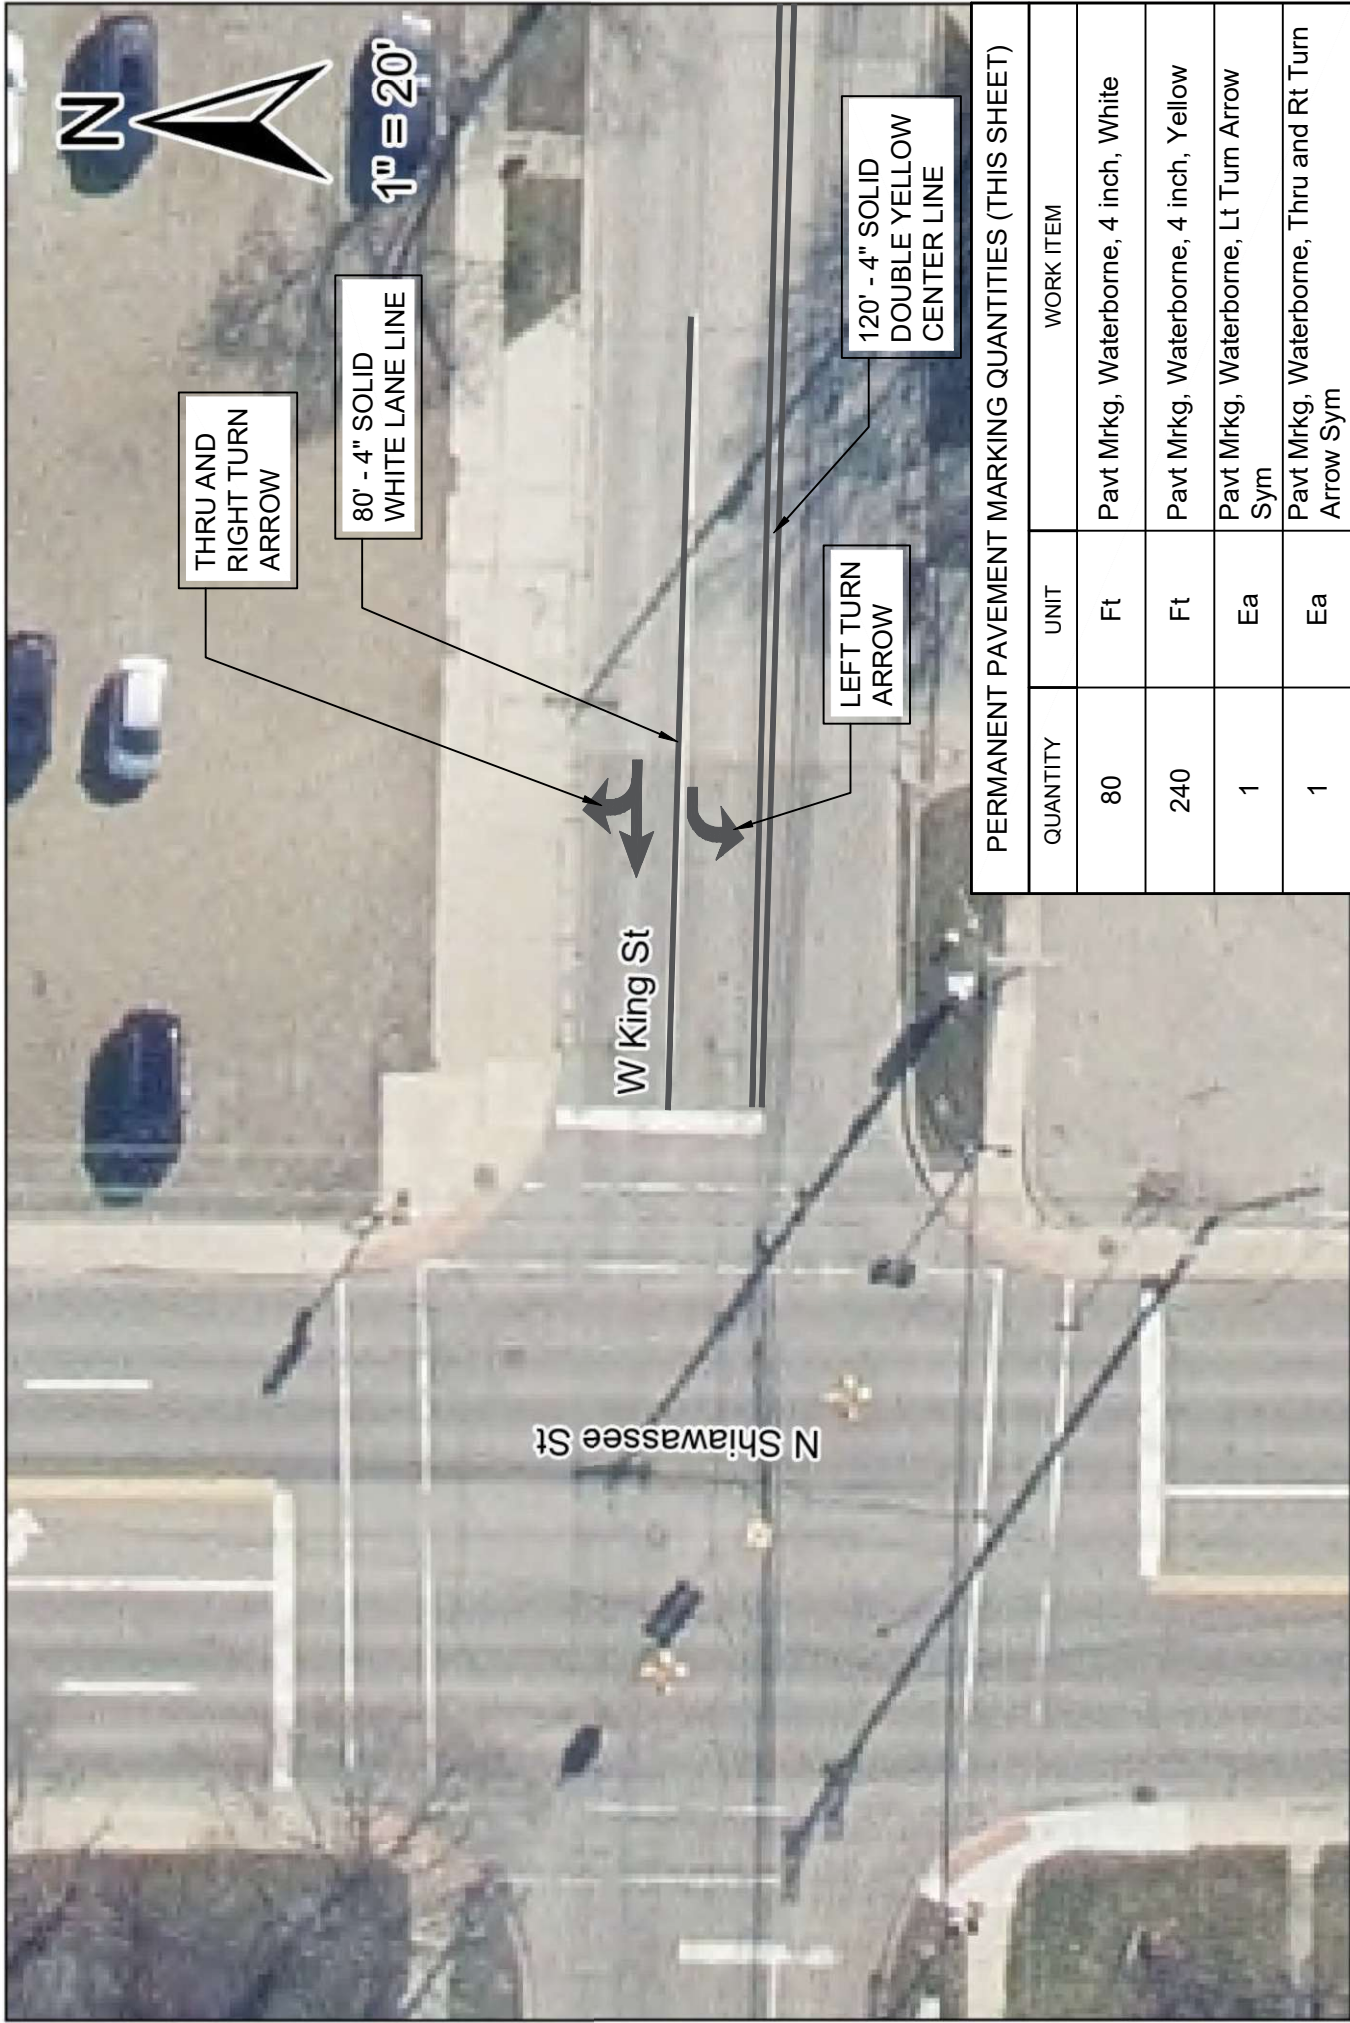 N
1" = 20'
THRU AND
RIGHT TURN
ARROW
80' - 4" SOLID
WHITE LANE LINE
W King St
N Shiawassee St
LEFT TURN
ARROW
120' - 4" SOLID
DOUBLE YELLOW
CENTER LINE
PERMANENT PAVEMENT MARKING QUANTITIES (THIS SHEET)
QUANTITY UNIT WORK ITEM
80 Ft Pavt Mrkg, Waterborne, 4 inch, White
240 Ft Pavt Mrkg, Waterborne, 4 inch, Yellow
1 Ea Pavt Mrkg, Waterborne, Lt Turn Arrow
Sym
1 Ea Pavt Mrkg, Waterborne, Thru and Rt Turn
Arrow Sym